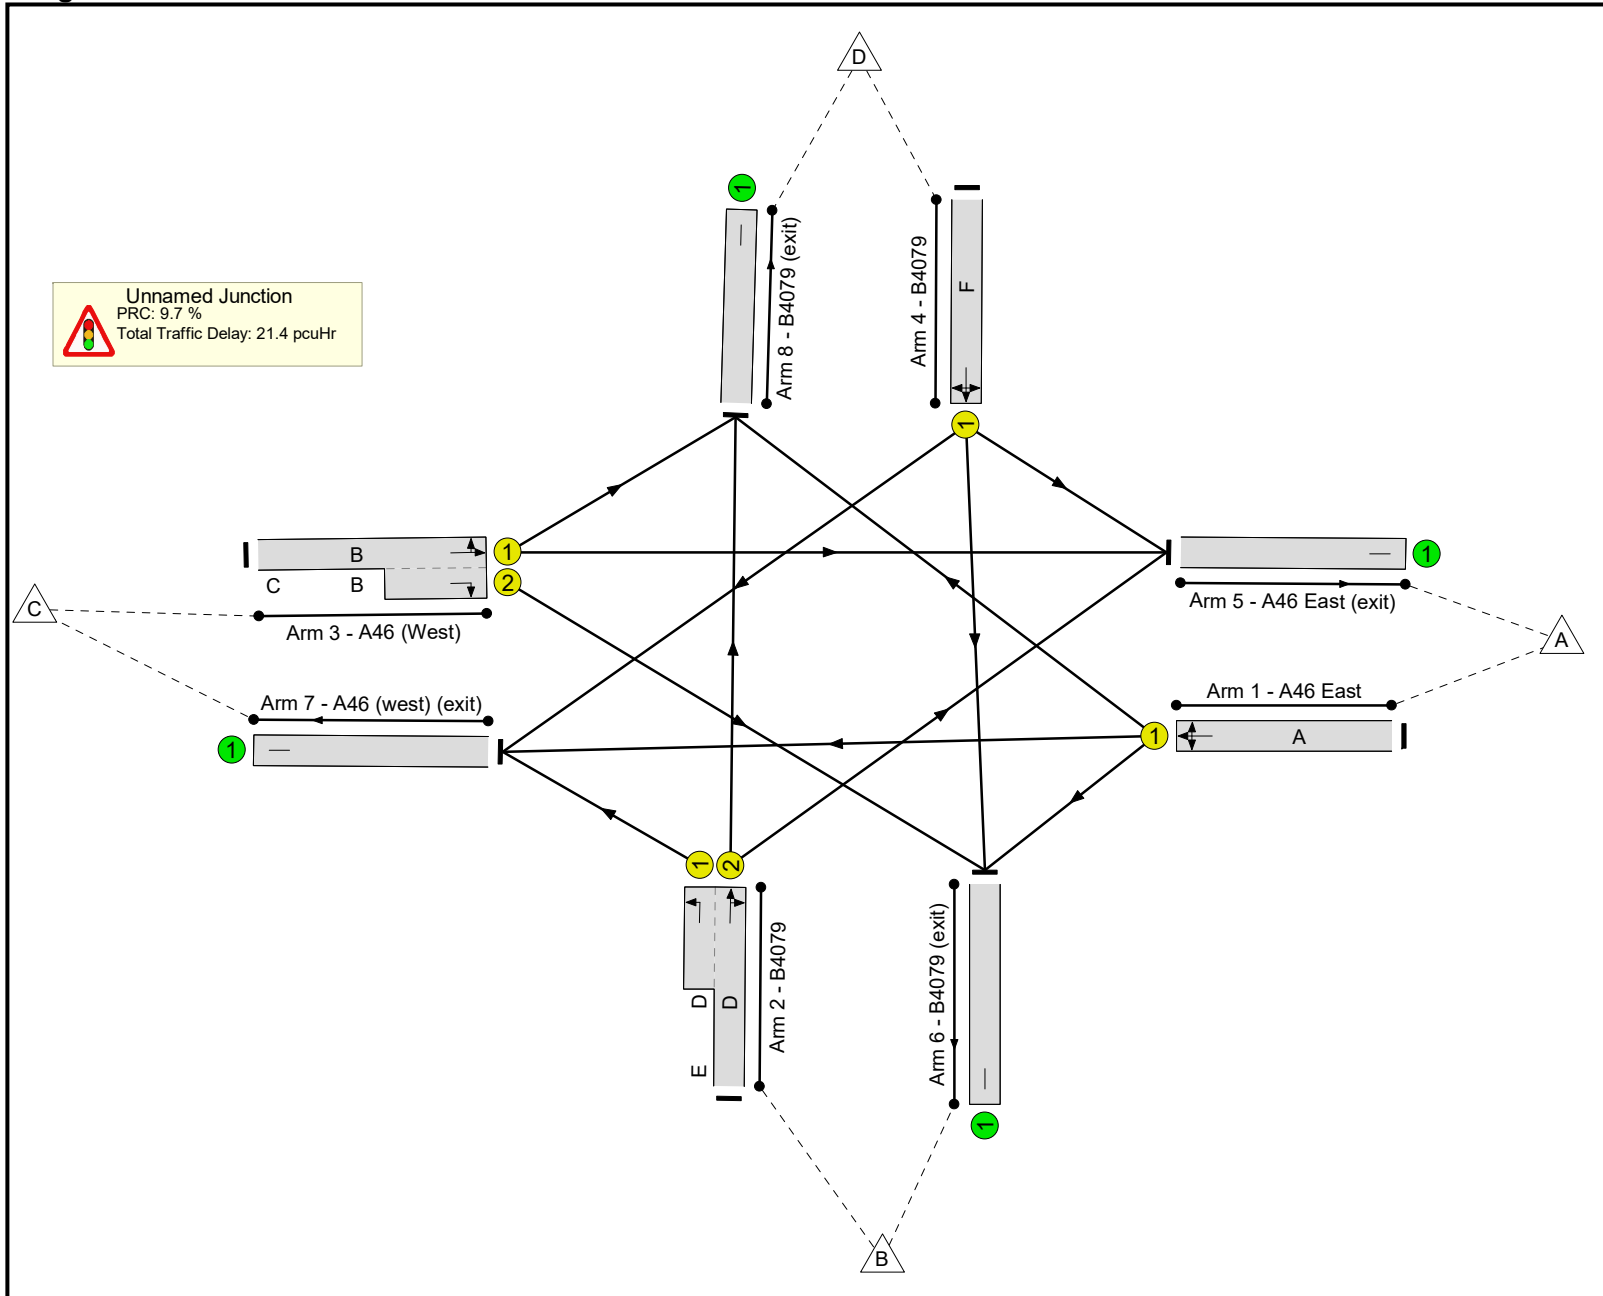 D
1
Arm 8 - B4079 (exit)
Arm 4 - B4079
F
1
Unnamed Junction
PRC: 9.7 %
Total Traffic Delay: 21.4 pcuHr
B
1
C
B
2
C
Arm 3 - A46 (West)
1
Arm 5 - A46 East (exit)
A
Arm 7 - A46 (west) (exit)
1
Arm 1 - A46 East
1
A
1
2
D
D
E
Arm 2 - B4079
Arm 6 - B4079 (exit)
1
B